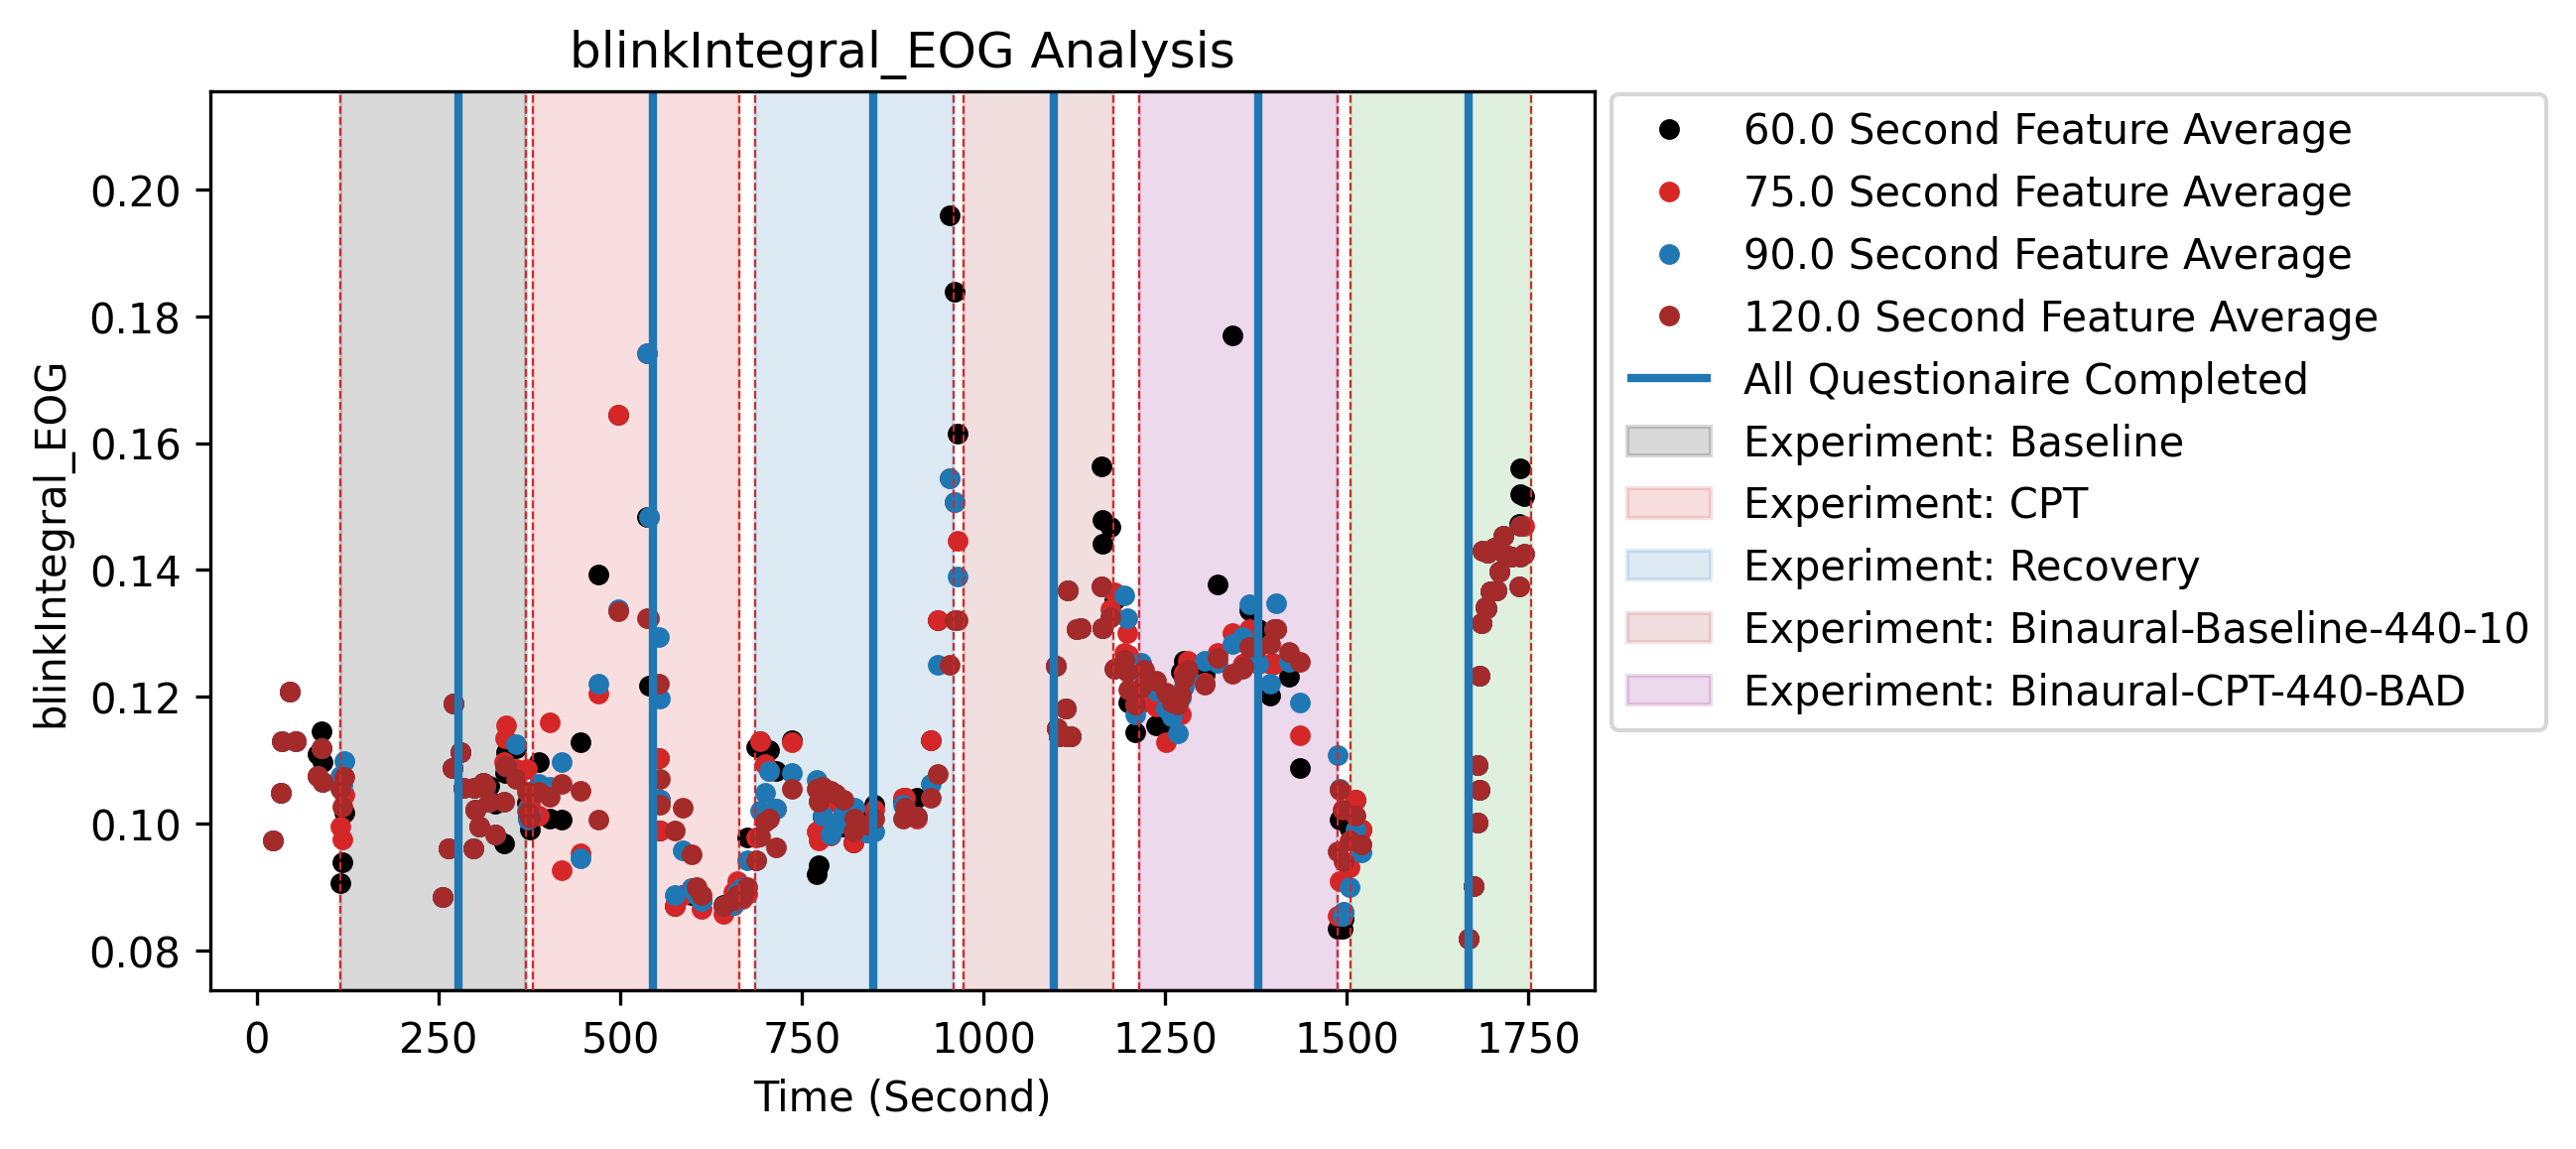 blinkIntegral_EOG Analysis
blinkIntegral_EOG
0.20
0.18
0.16
0.14
0.12
0.10
0.08
0 250 500 750 1000 1250 1500 1750
Time (Second)
60.0 Second Feature Average
75.0 Second Feature Average
90.0 Second Feature Average
120.0 Second Feature Average
All Questionaire Completed
Experiment: Baseline
Experiment: CPT
Experiment: Recovery
Experiment: Binaural-Baseline-440-10
Experiment: Binaural-CPT-440-BAD